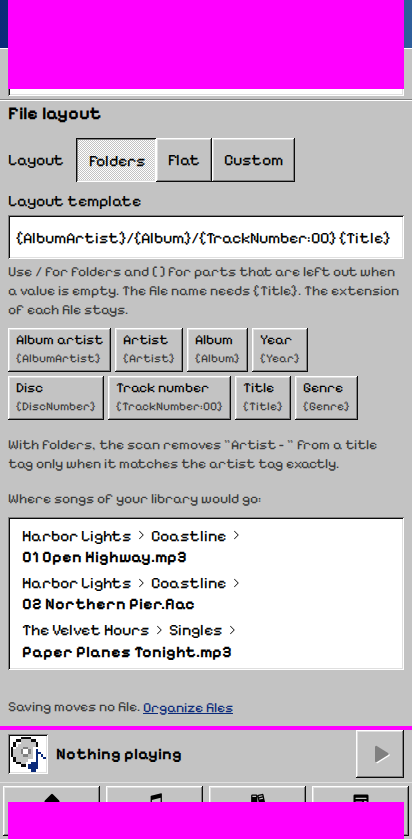 File layout
Layout Folders Flat Custom
Layout template
{AlbumArtist}/{Album}/{TrackNumber:00} {Title}
Use / for folders and () for parts that are left out when
a value is empty. The file name needs {Title}. The extension
of each file stays.
Album artist Artist Album Year
{AlbumArtist} {Artist} {Album} {Year}
Disc Track number Title Genre
{DiscNumber} {TrackNumber:00} {Title} {Genre}
With folders, the scan removes "Artist - " from a title
tag only when it matches the artist tag exactly.
Where songs of your library would go:
Harbor Lights > Coastline >
01 Open Highway.mp3
Harbor Lights > Coastline >
02 Northern Pier.flac
The Velvet Hours > Singles >
Paper Planes Tonight.mp3
Saving moves no file. Organize files
Nothing playing